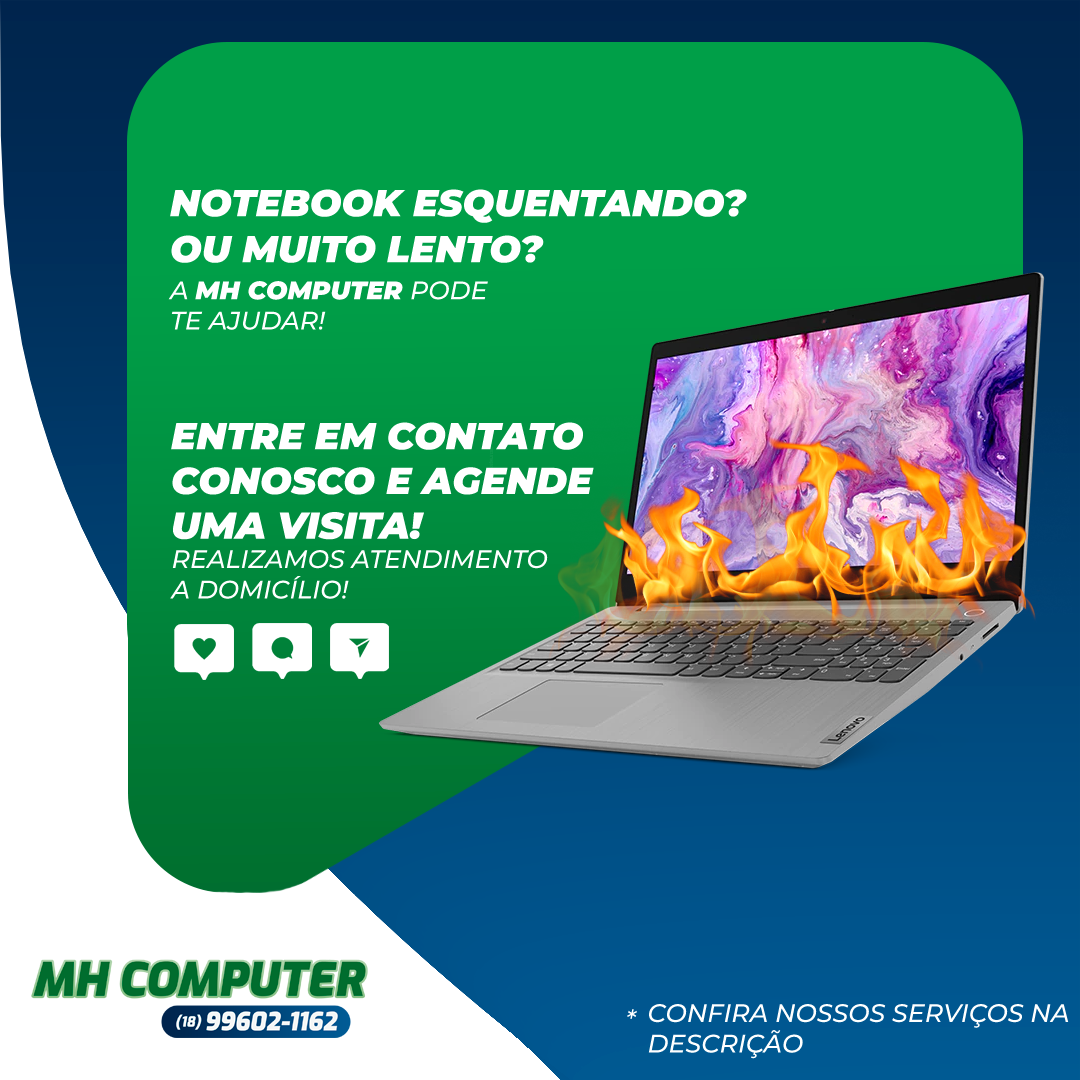 NOTEBOOK ESQUENTANDO?
OU MUITO LENTO?
A MH COMPUTER PODE
TE AJUDAR!
ENTRE EM CONTATO
CONOSCO E AGENDE
UMA VISITA!
REALIZAMOS ATENDIMENTO
A DOMICÍLIO!
Lenovo
MH COMPUTER
(18) 99602-1162
* CONFIRA NOSSOS SERVIÇOS NA
DESCRIÇÃO